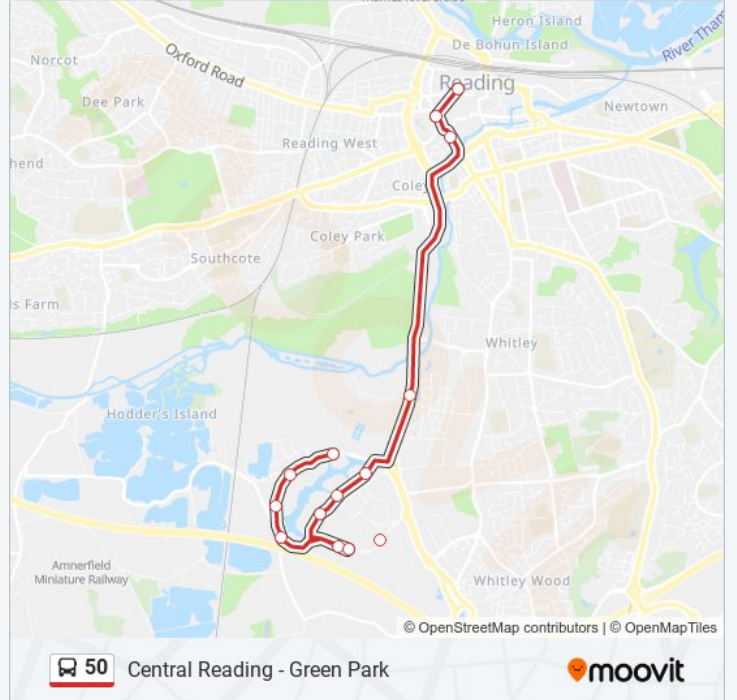 Heron Island
De Bohun Island
River Tham
Norcot
Oxford Road
Reading
Dee Park
Newtown
Reading West
hend
Coley
Coley Park
Southcote
ls Farm
Whitley
Hodder's Island
Amnerfield
Miniature Railway
Whitley Wood
© OpenStreetMap contributors | © OpenMapTiles
50 Central Reading - Green Park
moovit